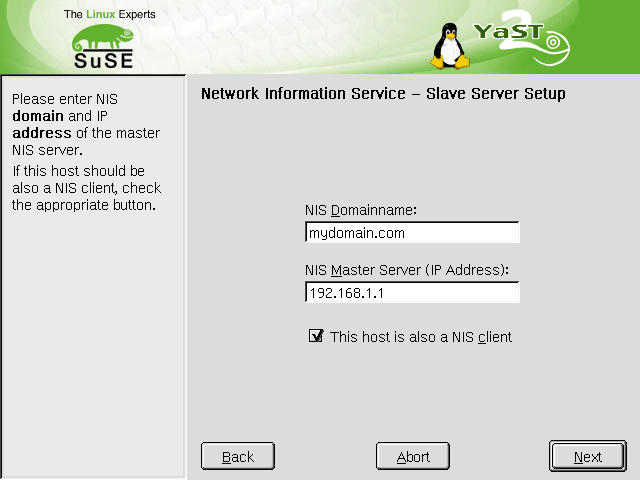 The Linux Experts
SuSE
YaST
2
Please enter NIS
domain and IP
address of the master
NIS server.
If this host should be
also a NIS client, check
the appropriate button.
Network Information Service – Slave Server Setup
NIS Domainname:
mydomain.com
NIS Master Server (IP Address):
192.168.1.1
This host is also a NIS client
Back
Abort
Next